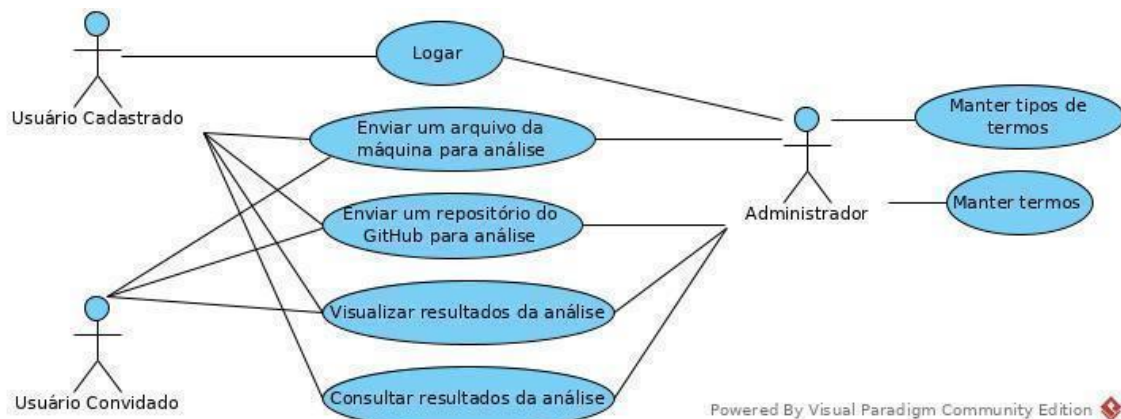 Logar
Usuário Cadastrado
Enviar um arquivo da
máquina para análise
Manter tipos de
termos
Enviar um repositório do
GitHub para análise
Administrador
Manter termos
Visualizar resultados da análise
Usuário Convidado
Consultar resultados da análise
Powered By Visual Paradigm Community Edition